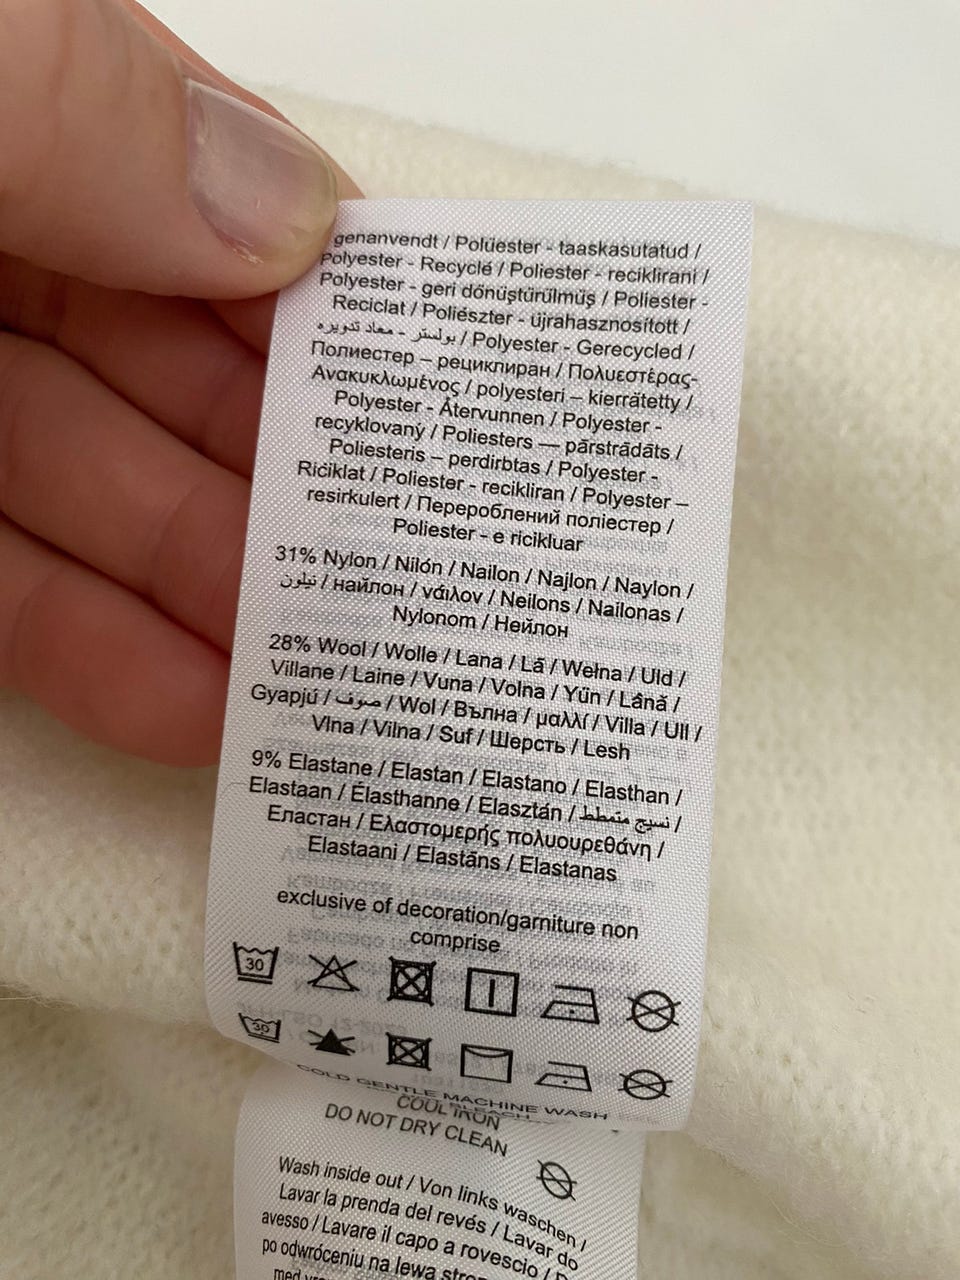 genanvendt / Polüester - taaskasutatud /
Polyester - Recyclé / Poliester - reciklirani /
Polyester - geri dönüştürülmüş / Poliester -
Reciclat / Poliészter - újrahasznosított /
بوليستر - معاد تدويره / Polyester - Gerecycled /
Полиестер – рециклиран / Πολυεστέρας-
Ανακυκλωμένος / polyesteri – kierrätetty /
Polyester - Återvunnen / Polyester -
recyklovaný / Poliesters — pārstrādāts /
Poliesteris – perdirbtas / Polyester -
Riċiklat / Poliester - recikliran / Polyester –
resirkulert / Перероблений поліестер /
Poliester - e ricikluar
31% Nylon / Nilón / Nailon / Najlon / Naylon /
نيلون / найлон / νάιλον / Neilons / Nailonas /
Nylonom / Нейлон
28% Wool / Wolle / Lana / Lã / Wełna / Uld /
Villane / Laine / Vuna / Volna / Yün / Lână /
Gyapjú / صوف / Wol / Вълна / μαλλί / Villa / Ull /
Vlna / Vilna / Suf / Шерсть / Lesh
9% Elastane / Elastan / Elastano / Elasthan /
Elastaan / Élasthanne / Elasztán / نسيج متمطط /
Еластан / Ελαστομερής πολυουρεθάνη /
Elastaani / Elastāns / Elastanas
exclusive of decoration/garniture non
comprise
30
30
COLD GENTLE MACHINE WASH
BLEACH
COOL IRON
DO NOT DRY CLEAN
Wash inside out / Von links waschen /
Lavar la prenda del revés / Lavar do
avesso / Lavare il capo a rovescio /
po odwróceniu na lewą